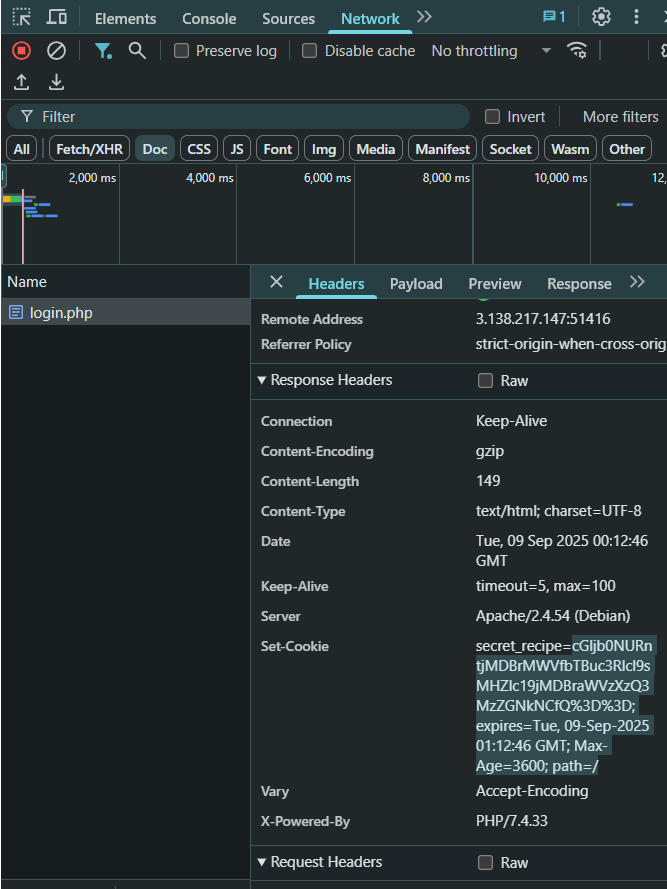 Elements Console Sources Network 1
Preserve log Disable cache No throttling
Filter Invert More filters
All Fetch/XHR Doc CSS JS Font Img Media Manifest Socket Wasm Other
2,000 ms 4,000 ms 6,000 ms 8,000 ms 10,000 ms 12,
Name
login.php
Headers Payload Preview Response
Remote Address 3.138.217.147:51416
Referrer Policy strict-origin-when-cross-orig
Response Headers Raw
Connection Keep-Alive
Content-Encoding gzip
Content-Length 149
Content-Type text/html; charset=UTF-8
Date Tue, 09 Sep 2025 00:12:46
GMT
Keep-Alive timeout=5, max=100
Server Apache/2.4.54 (Debian)
Set-Cookie secret_recipe=cGljb0NURn
tjMDBrMWVfbTBuc3Rlcl9s
MHZlc19jMDBraWVzXzQ3
MzZGNkNCfQ%3D%3D;
expires=Tue, 09-Sep-2025
01:12:46 GMT; Max-
Age=3600; path=/
Vary Accept-Encoding
X-Powered-By PHP/7.4.33
Request Headers Raw